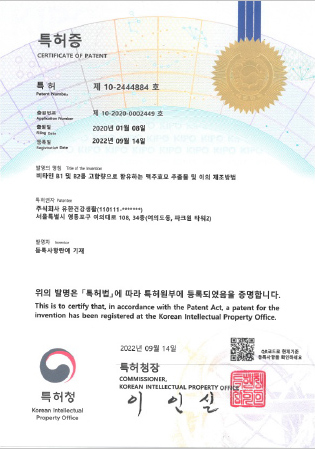 특허증
CERTIFICATE OF PATENT
특 허
Patent Number
제 10-2444884 호
출원번호
Application Number
제 10-2020-0002449 호
출원일
Filing Date
2020년 01월 08일
등록일
Registration Date
2022년 09월 14일
발명의 명칭 Title of the Invention
비타민 B1 및 B2를 고함량으로 함유하는 맥주효모 추출물 및 이의 제조방법
특허권자 Patentee
주식회사 유한건강생활(110111-*******)
서울특별시 영등포구 여의대로 108, 34층(여의도동, 파크원 타워2)
발명자 Inventor
등록사항란에 기재
위의 발명은 「특허법」에 따라 특허원부에 등록되었음을 증명합니다.
This is to certify that, in accordance with the Patent Act, a patent for the
invention has been registered at the Korean Intellectual Property Office.
2022년 09월 14일
QR코드로 현재기준
등록사항을 확인하세요
특허청장
COMMISSIONER,
KOREAN INTELLECTUAL PROPERTY OFFICE
이 인 실
특허청
Korean Intellectual
Property Office